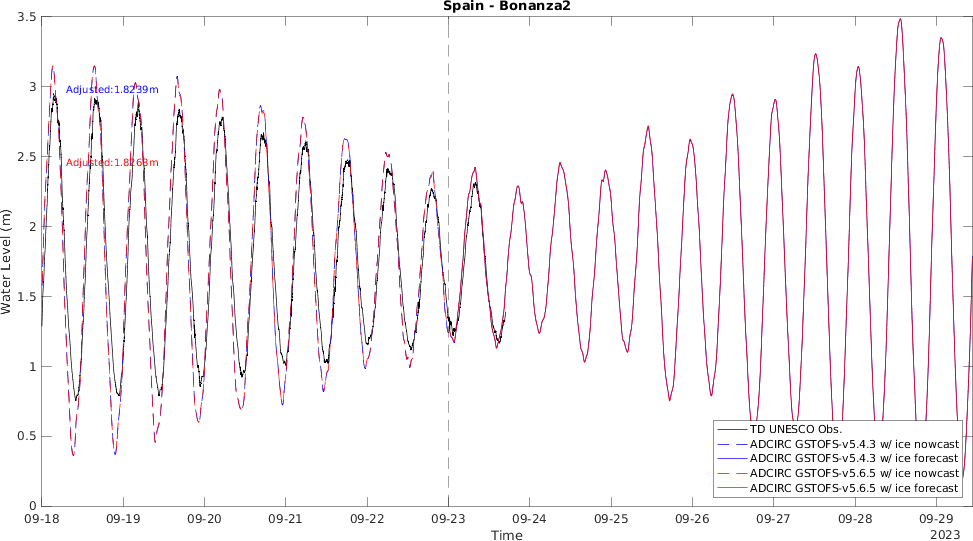 Spain - Bonanza2
3.5
3
2.5
2
1.5
1
0.5
0
Water Level (m)
Adjusted:1.8239m
Adjusted:1.8263m
TD UNESCO Obs.
ADCIRC GSTOFS-v5.4.3 w/ ice nowcast
ADCIRC GSTOFS-v5.4.3 w/ ice forecast
ADCIRC GSTOFS-v5.6.5 w/ ice nowcast
ADCIRC GSTOFS-v5.6.5 w/ ice forecast
09-18 09-19 09-20 09-21 09-22 09-23 09-24 09-25 09-26 09-27 09-28 09-29
2023
Time